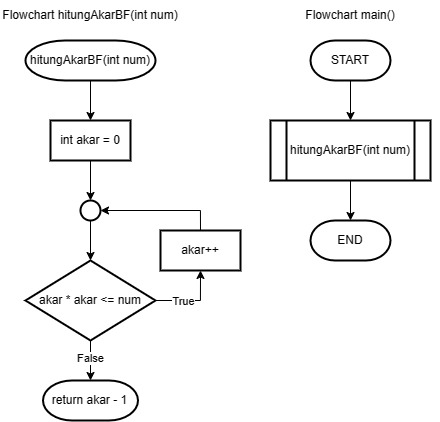 Flowchart hitungAkarBF(int num)
hitungAkarBF(int num)
int akar = 0
akar++
akar * akar <= num
True
False
return akar - 1
Flowchart main()
START
hitungAkarBF(int num)
END